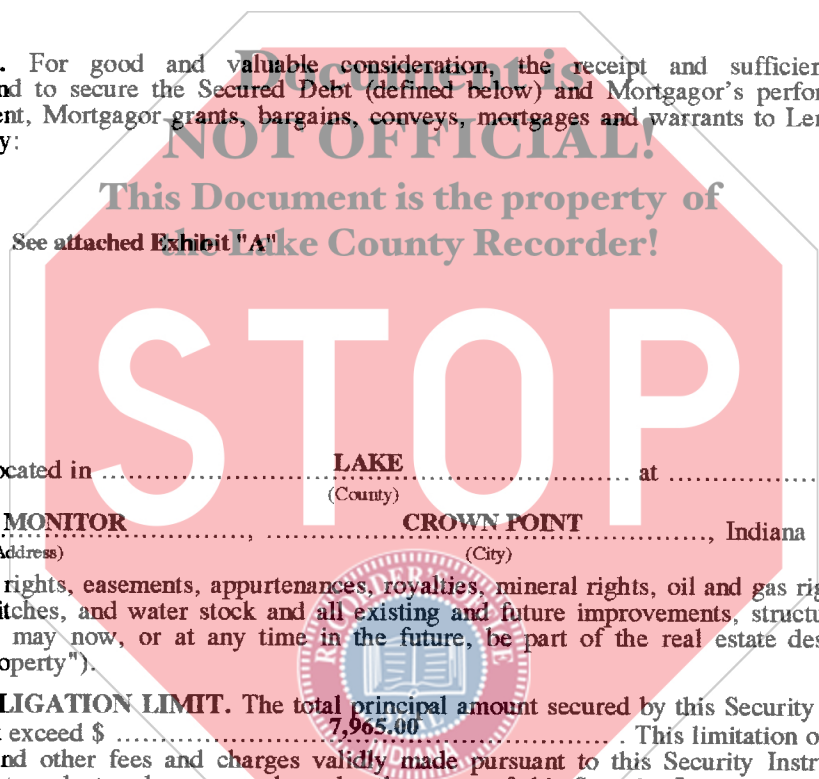 . For good and valuable consideration, the receipt and sufficien
nd to secure the Secured Debt (defined below) and Mortgagor's perfor
ent, Mortgagor grants, bargains, conveys, mortgages and warrants to Len
y:
Document is
NOT OFFICIAL!
This Document is the property of
the Lake County Recorder!
See attached Exhibit "A"
STOP
ocated in .................... LAKE .................... at ....................
(County)
MONITOR ...................., .................... CROWN POINT ...................., Indiana
Address) (City)
rights, easements, appurtenances, royalties, mineral rights, oil and gas rig
itches, and water stock and all existing and future improvements, structu
may now, or at any time in the future, be part of the real estate des
operty").
LIGATION LIMIT. The total principal amount secured by this Security
exceed $ .................... 7,965.00 .................... . This limitation o
nd other fees and charges validly made pursuant to this Security Instr
INDIANA